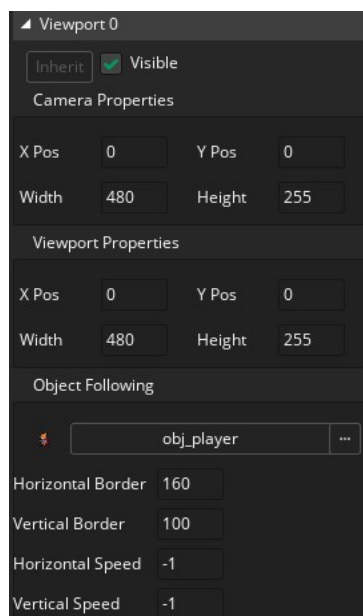 Viewport 0
Inherit Visible
Camera Properties
X Pos 0 Y Pos 0
Width 480 Height 255
Viewport Properties
X Pos 0 Y Pos 0
Width 480 Height 255
Object Following
obj_player ...
Horizontal Border 160
Vertical Border 100
Horizontal Speed -1
Vertical Speed -1